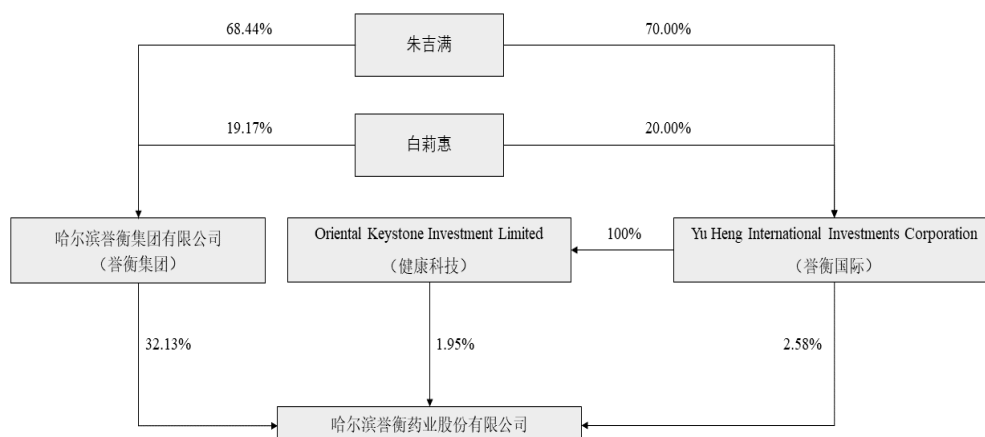 68.44%
朱吉满
70.00%
19.17%
白莉惠
20.00%
哈尔滨誉衡集团有限公司
（誉衡集团）
Oriental Keystone Investment Limited
（健康科技）
100%
Yu Heng International Investments Corporation
（誉衡国际）
32.13%
1.95%
2.58%
哈尔滨誉衡药业股份有限公司